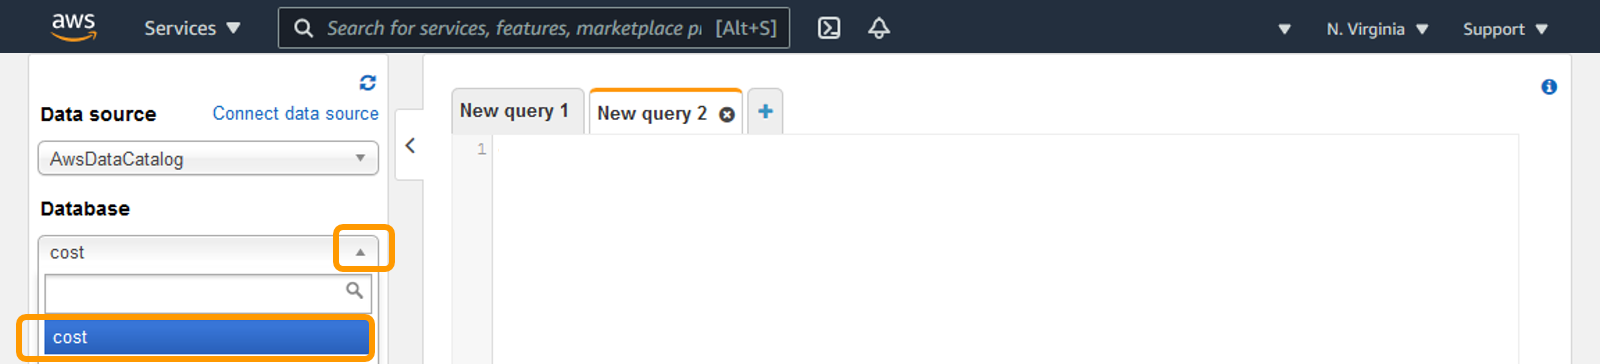 aws
Services
Search for services, features, marketplace pr [Alt+S]
N. Virginia
Support
Data source
Connect data source
AwsDataCatalog
Database
cost
cost
New query 1
New query 2
1